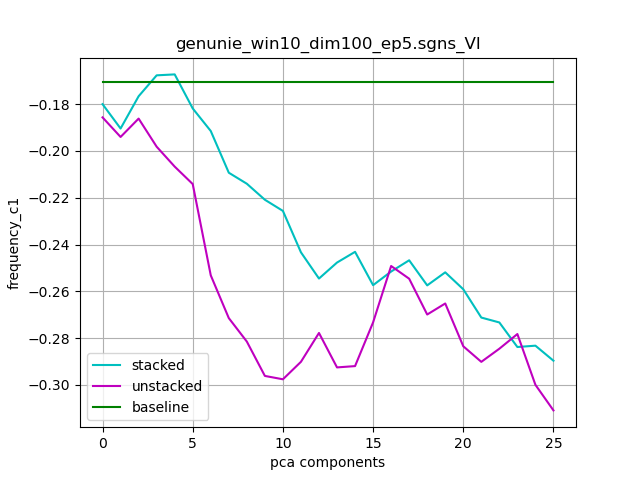 genunie_win10_dim100_ep5.sgns_VI
frequency_c1
−0.18
−0.20
−0.22
−0.24
−0.26
−0.28
−0.30
stacked
unstacked
baseline
0 5 10 15 20 25
pca components